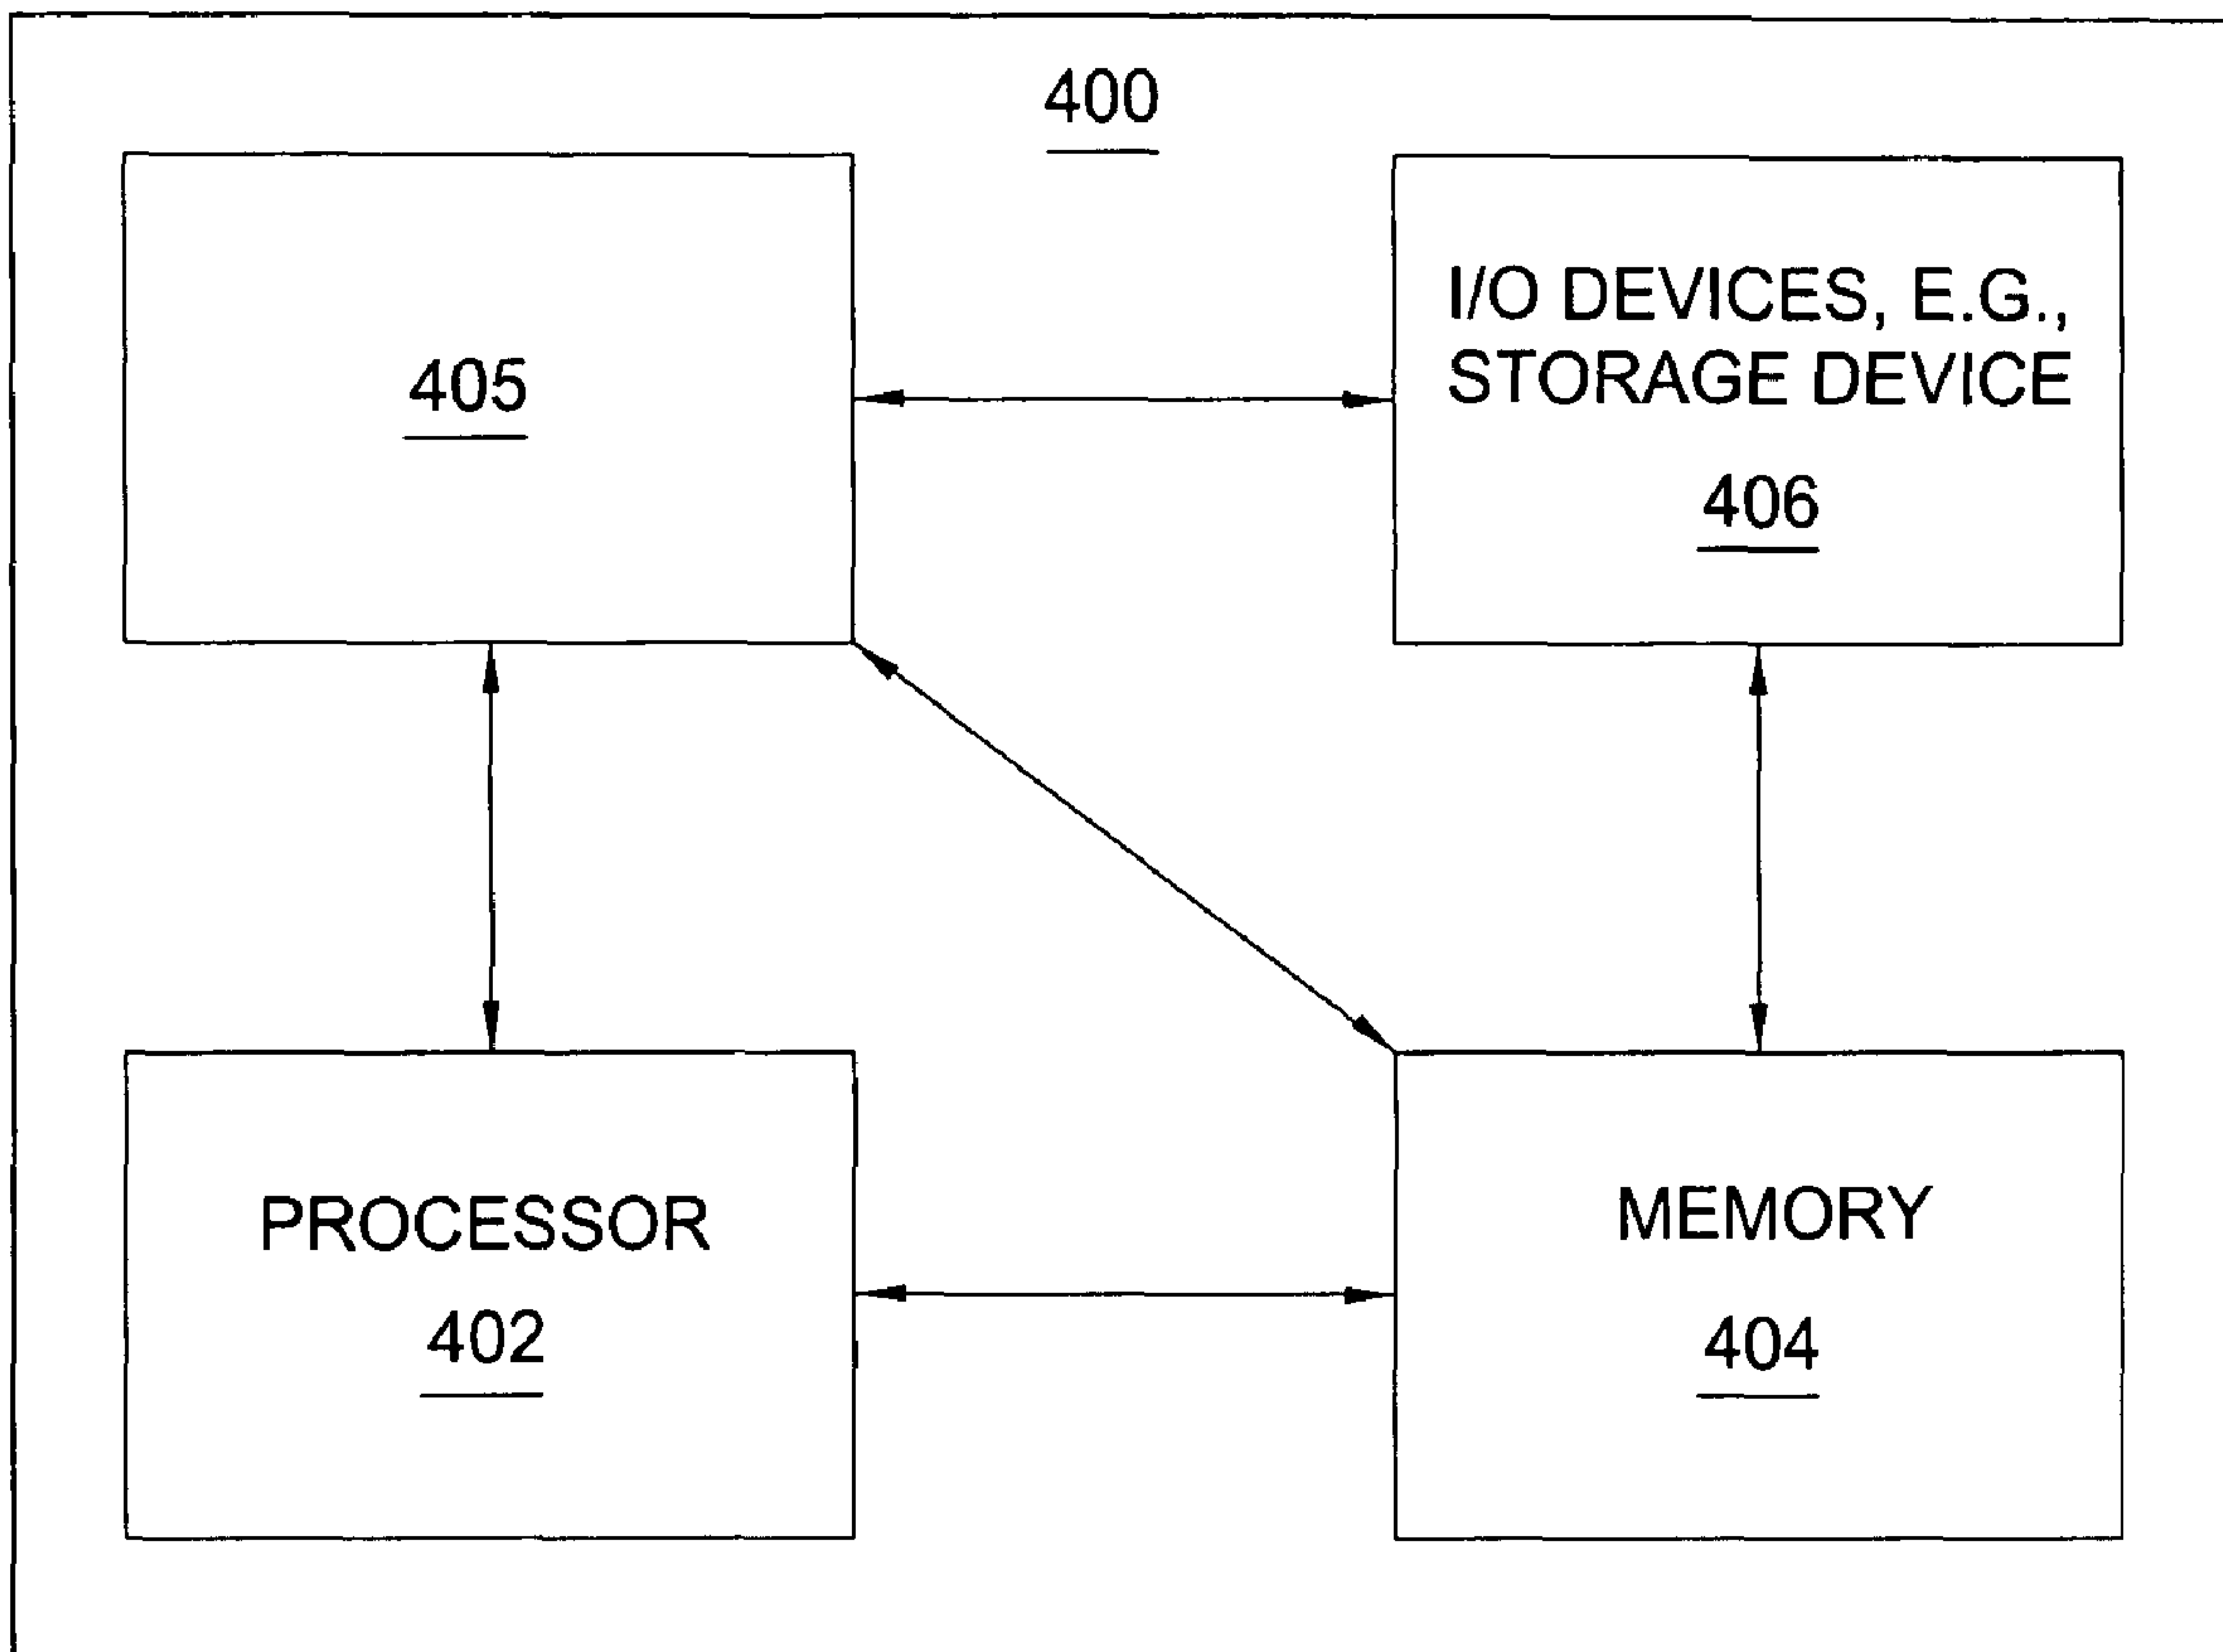 400
405
I/O DEVICES, E.G.,
STORAGE DEVICE
406
PROCESSOR
402
MEMORY
404